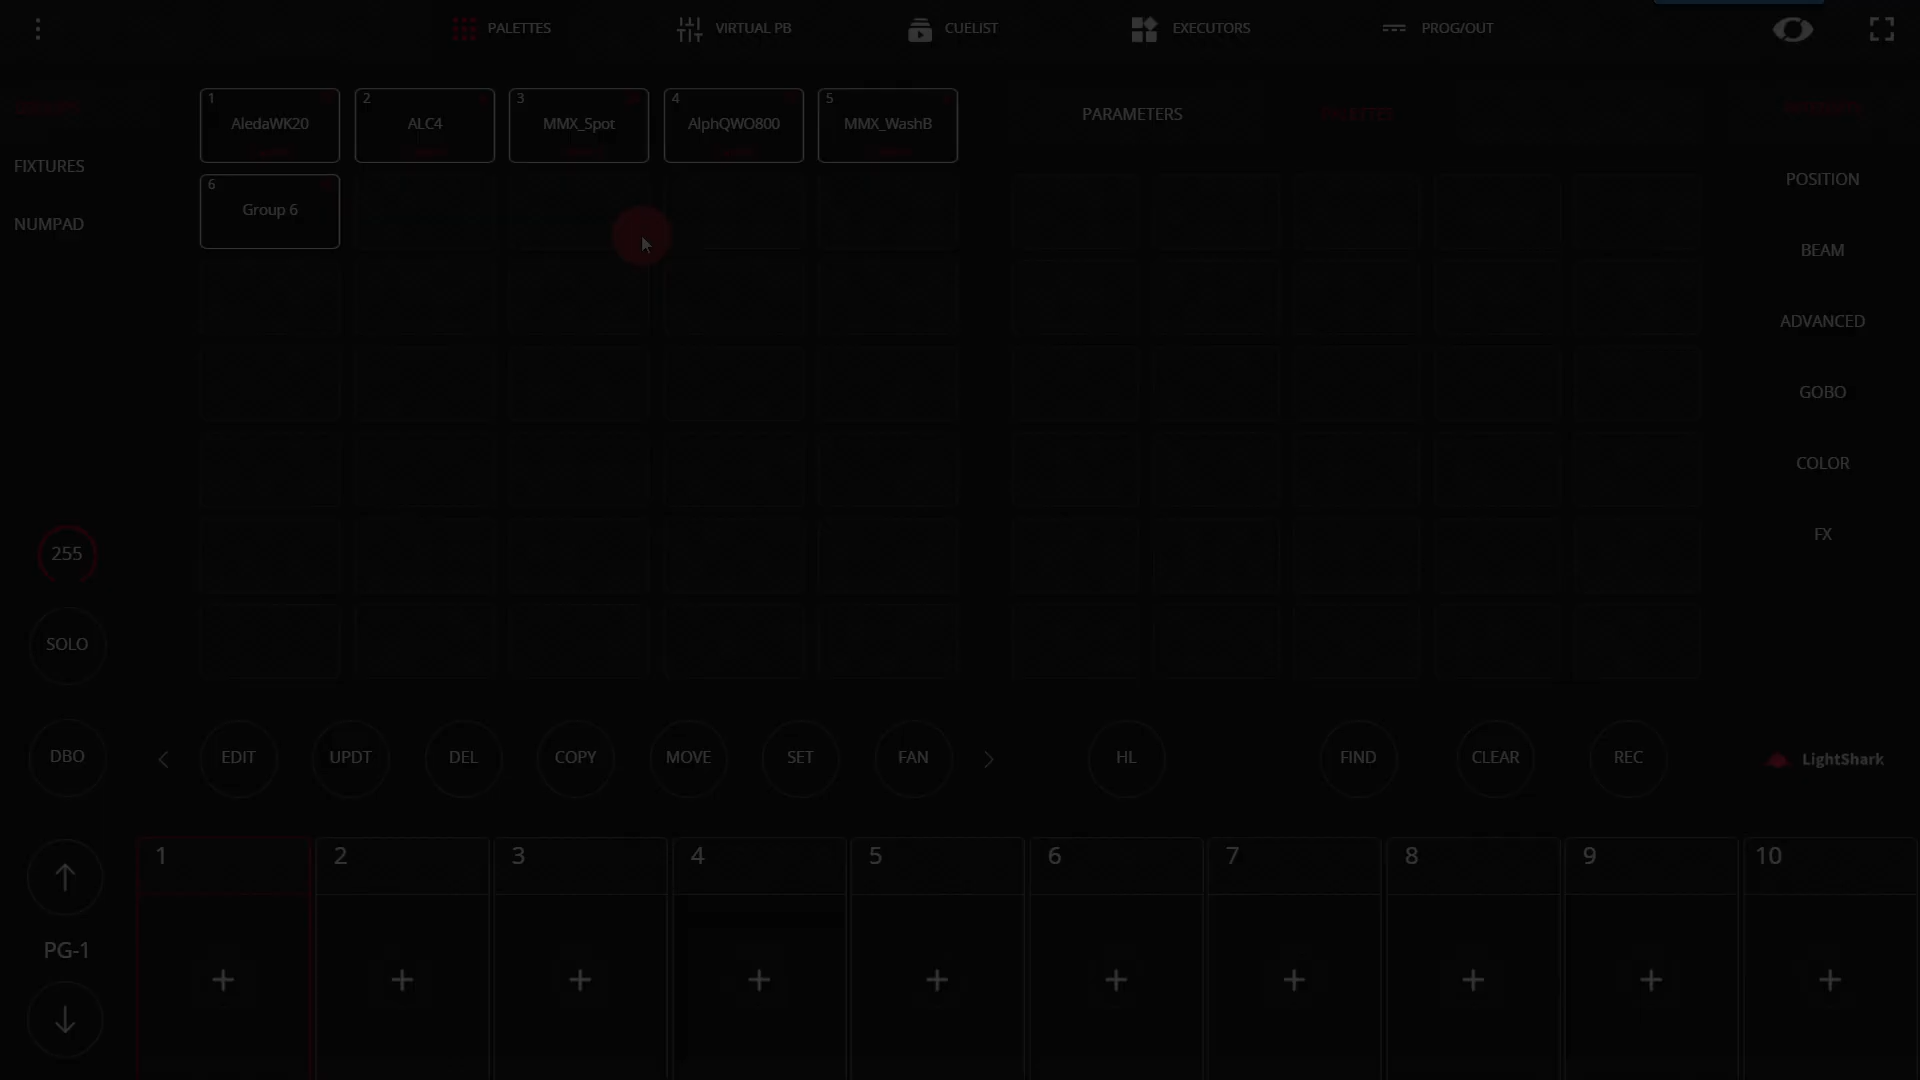 PALETTES
VIRTUAL PB
CUELIST
EXECUTORS
PROG/OUT
1
AledaWK20
2
ALC4
3
MMX_Spot
4
AlphQWO800
5
MMX_WashB
PARAMETERS
PALETTES
FIXTURES
POSITION
6
Group 6
NUMPAD
BEAM
ADVANCED
GOBO
COLOR
FX
255
SOLO
DBO
EDIT
UPDT
DEL
COPY
MOVE
SET
FAN
HL
FIND
CLEAR
REC
LightShark
1
2
3
4
5
6
7
8
9
10
PG-1